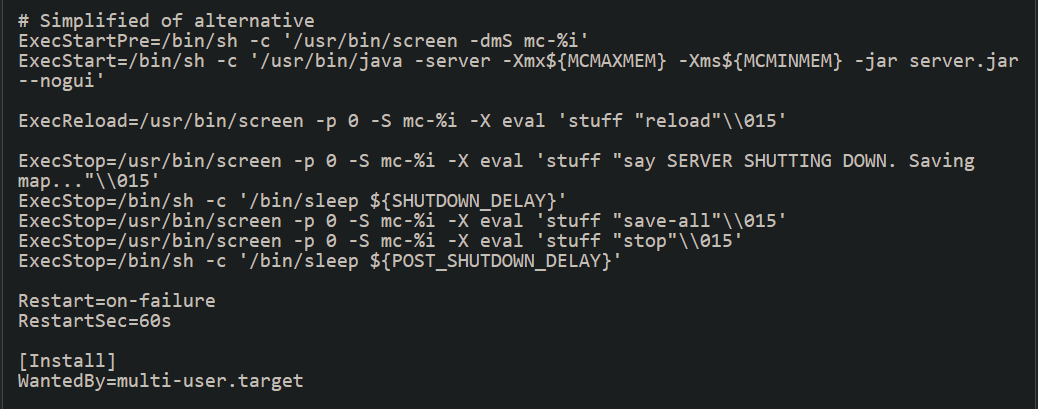 # Simplified of alternative
ExecStartPre=/bin/sh -c '/usr/bin/screen -dmS mc-%i'
ExecStart=/bin/sh -c '/usr/bin/java -server -Xmx${MCMAXMEM} -Xms${MCMINMEM} -jar server.jar
--nogui'
ExecReload=/usr/bin/screen -p 0 -S mc-%i -X eval 'stuff "reload"\\015'
ExecStop=/usr/bin/screen -p 0 -S mc-%i -X eval 'stuff "say SERVER SHUTTING DOWN. Saving
map..."\\015'
ExecStop=/bin/sh -c '/bin/sleep ${SHUTDOWN_DELAY}'
ExecStop=/usr/bin/screen -p 0 -S mc-%i -X eval 'stuff "save-all"\\015'
ExecStop=/usr/bin/screen -p 0 -S mc-%i -X eval 'stuff "stop"\\015'
ExecStop=/bin/sh -c '/bin/sleep ${POST_SHUTDOWN_DELAY}'
Restart=on-failure
RestartSec=60s
[Install]
WantedBy=multi-user.target